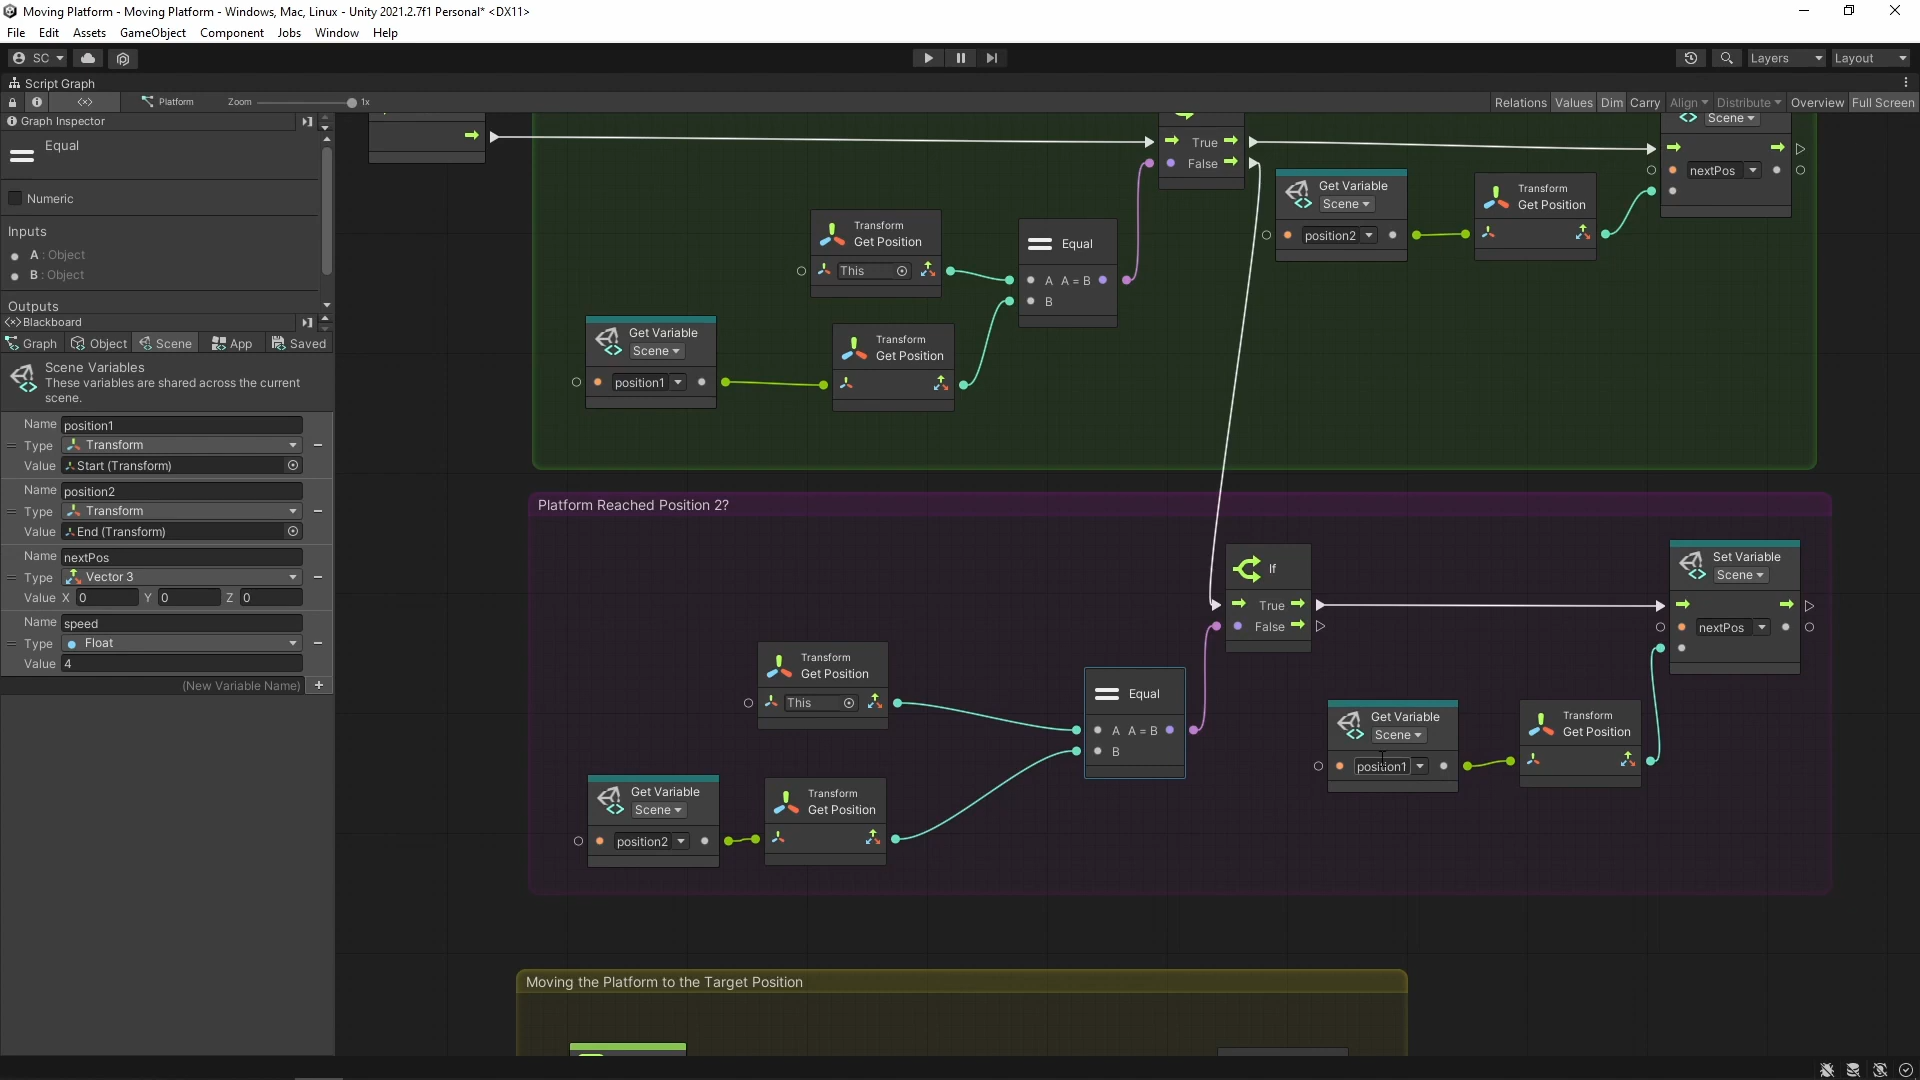 Moving Platform - Moving Platform - Windows, Mac, Linux - Unity 2021.2.7f1 Personal* <DX11>
File Edit Assets GameObject Component Jobs Window Help
SC Layers Layout
Script Graph
Platform Zoom 1x Relations Values Dim Carry Align Distribute Overview Full Screen
Graph Inspector
Equal
Numeric
Inputs
A : Object
B : Object
Outputs
Blackboard
Graph Object Scene App Saved
Scene Variables
These variables are shared across the current
scene.
Name position1
Type Transform
Value Start (Transform)
Name position2
Type Transform
Value End (Transform)
Name nextPos
Type Vector 3
Value X 0 Y 0 Z 0
Name speed
Type Float
Value 4
(New Variable Name)
True
False
Scene
nextPos
Get Variable
Scene
position2
Transform
Get Position
Transform
Get Position
This
Equal
A A = B
B
Get Variable
Scene
position1
Transform
Get Position
Platform Reached Position 2?
If
True
False
Set Variable
Scene
nextPos
Transform
Get Position
This
Equal
A A = B
B
Get Variable
Scene
position1
Transform
Get Position
Get Variable
Scene
position2
Transform
Get Position
Moving the Platform to the Target Position